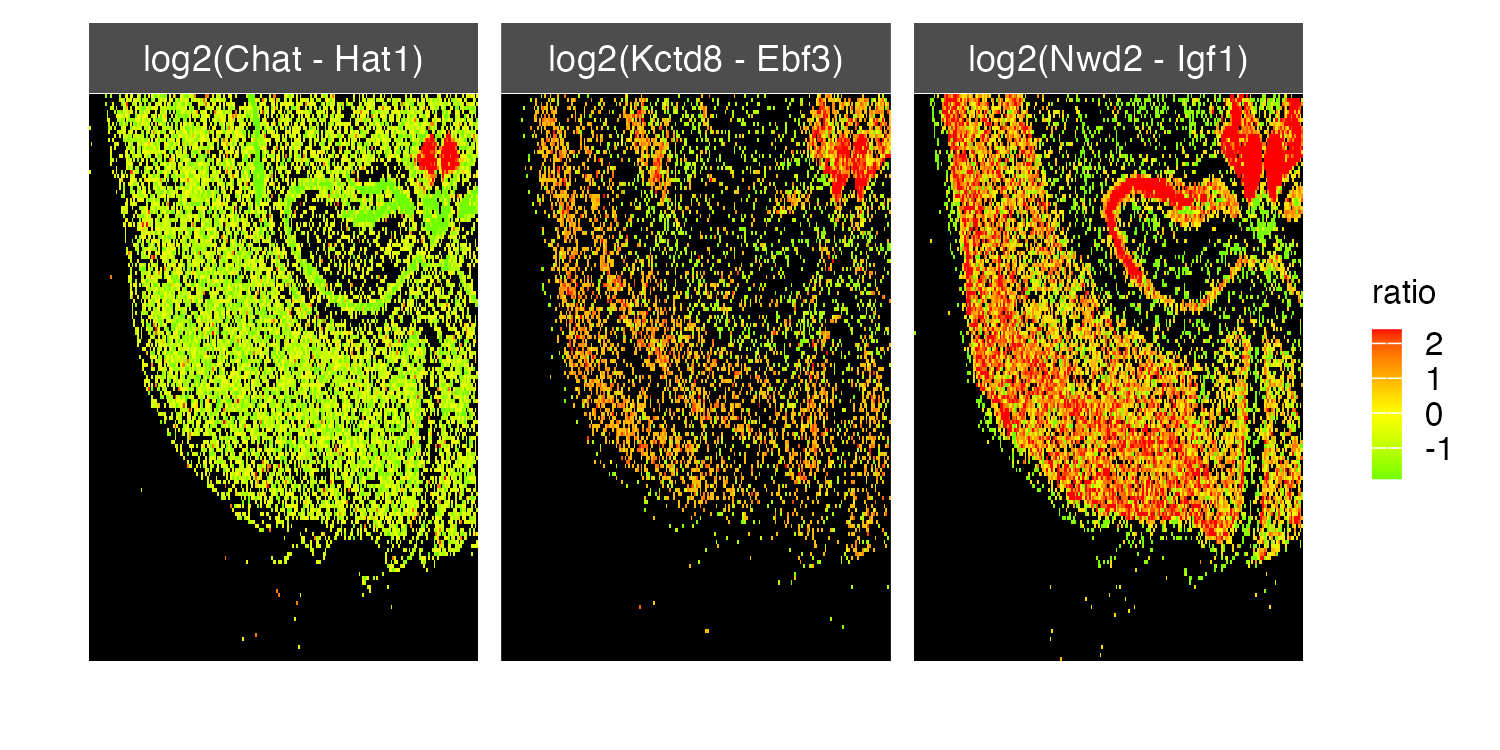 log2(Chat - Hat1)
log2(Kctd8 - Ebf3)
log2(Nwd2 - Igf1)
ratio
2
1
0
-1